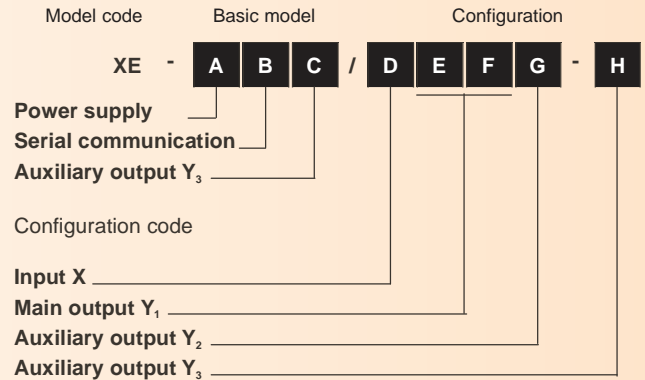 Model code Basic model Configuration
XE - A B C / D E F G - H
Power supply
Serial communication
Auxiliary output Y₃
Configuration code
Input X
Main output Y₁
Auxiliary output Y₂
Auxiliary output Y₃